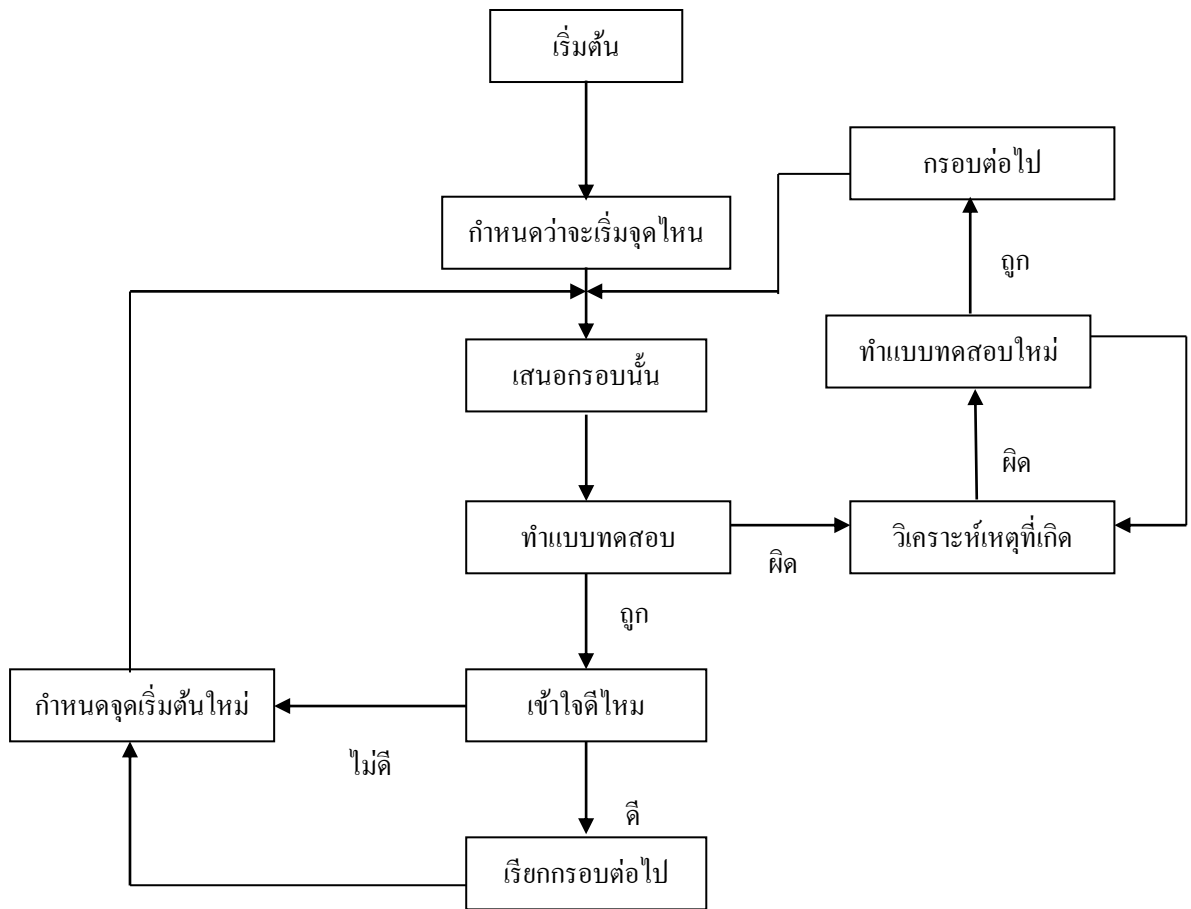 เริ่มต้น
กรอบต่อไป
กำหนดว่าจะเริ่มจุดไหน
ถูก
ทำแบบทดสอบใหม่
เสนอกรอบนั้น
ผิด
ทำแบบทดสอบ
วิเคราะห์เหตุที่เกิด
ผิด
ถูก
กำหนดจุดเริ่มต้นใหม่
เข้าใจดีไหม
ไม่ดี
ดี
เรียกกรอบต่อไป